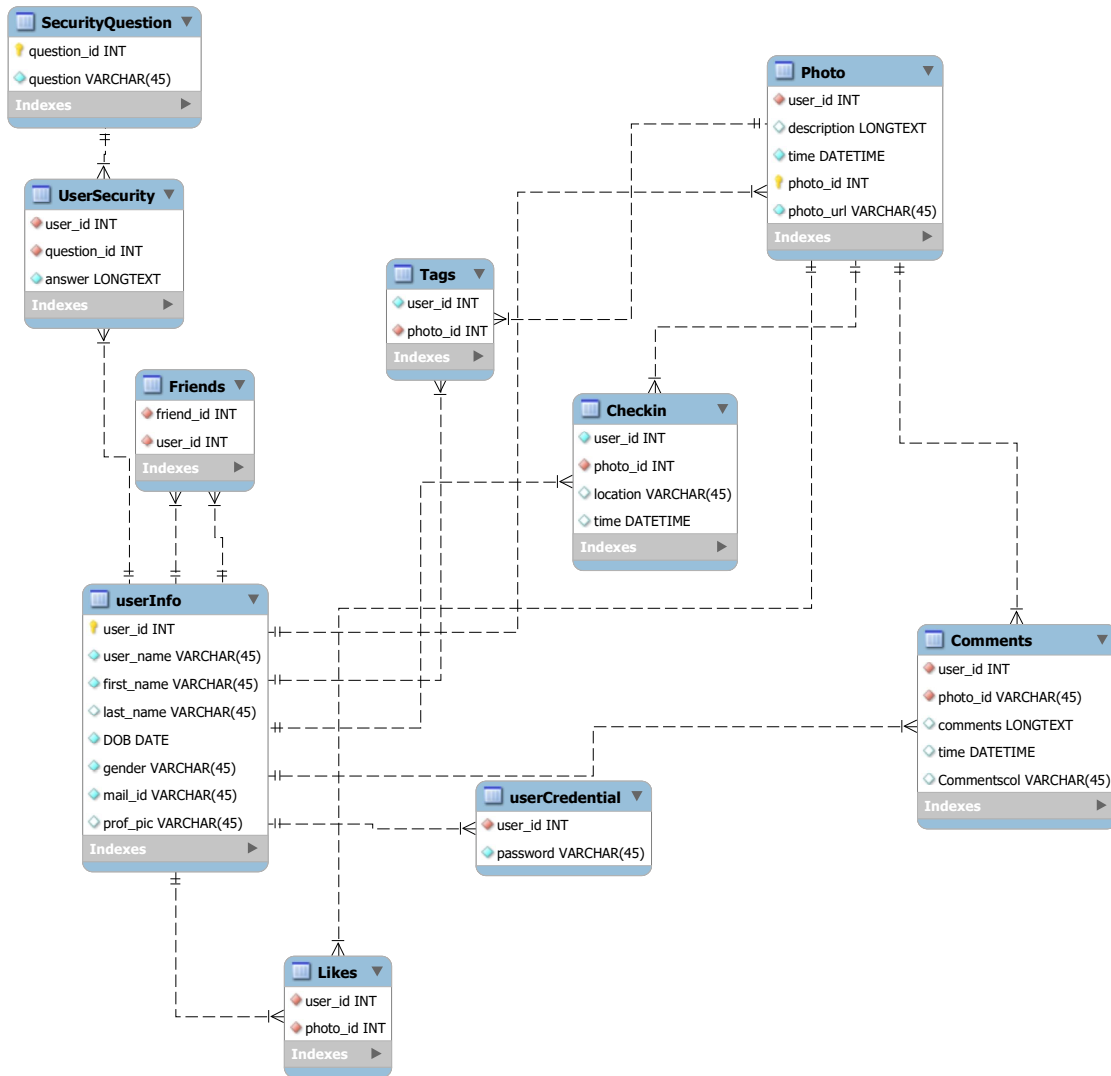 SecurityQuestion
question_id INT
question VARCHAR(45)
Indexes
UserSecurity
user_id INT
question_id INT
answer LONGTEXT
Indexes
Friends
friend_id INT
user_id INT
Indexes
Tags
user_id INT
photo_id INT
Indexes
Photo
user_id INT
description LONGTEXT
time DATETIME
photo_id INT
photo_url VARCHAR(45)
Indexes
Checkin
user_id INT
photo_id INT
location VARCHAR(45)
time DATETIME
Indexes
userInfo
user_id INT
user_name VARCHAR(45)
first_name VARCHAR(45)
last_name VARCHAR(45)
DOB DATE
gender VARCHAR(45)
mail_id VARCHAR(45)
prof_pic VARCHAR(45)
Indexes
Comments
user_id INT
photo_id VARCHAR(45)
comments LONGTEXT
time DATETIME
Commentscol VARCHAR(45)
Indexes
userCredential
user_id INT
password VARCHAR(45)
Likes
user_id INT
photo_id INT
Indexes